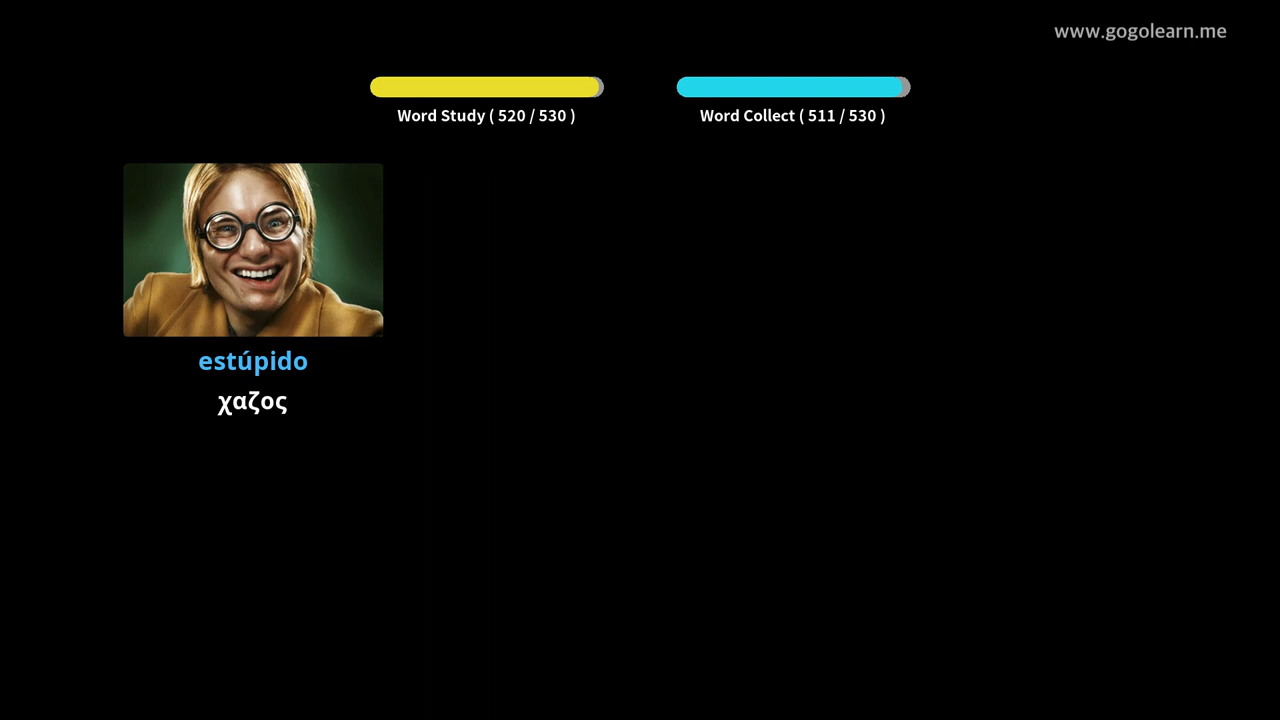 www.gogolearn.me
Word Study ( 520 / 530 )
Word Collect ( 511 / 530 )
estúpido
χαζος